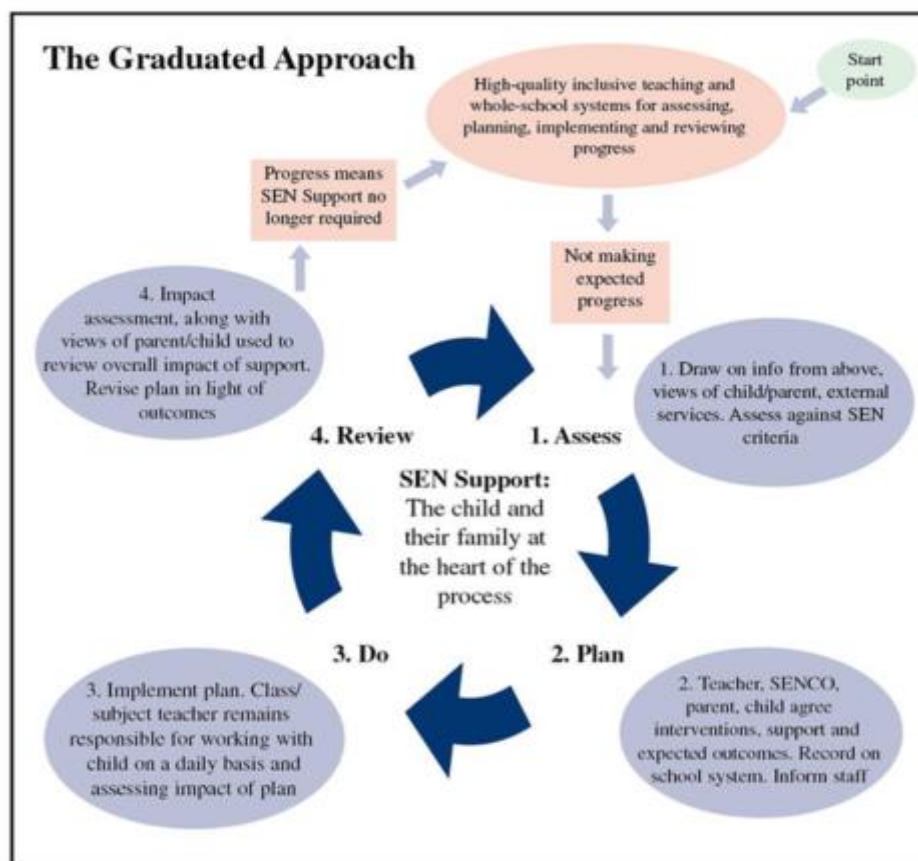 The Graduated Approach
Start
point
High-quality inclusive teaching and
whole-school systems for assessing,
planning, implementing and reviewing
progress
Progress means
SEN Support no
longer required
Not making
expected
progress
4. Impact
assessment, along with
views of parent/child used to
review overall impact of support.
Revise plan in light of
outcomes
1. Draw on info from above,
views of child/parent, external
services. Assess against SEN
criteria
4. Review
1. Assess
SEN Support:
The child and
their family at
the heart of the
process
3. Do
2. Plan
3. Implement plan. Class/
subject teacher remains
responsible for working with
child on a daily basis and
assessing impact of plan
2. Teacher, SENCO,
parent, child agree
interventions, support and
expected outcomes. Record on
school system. Inform staff